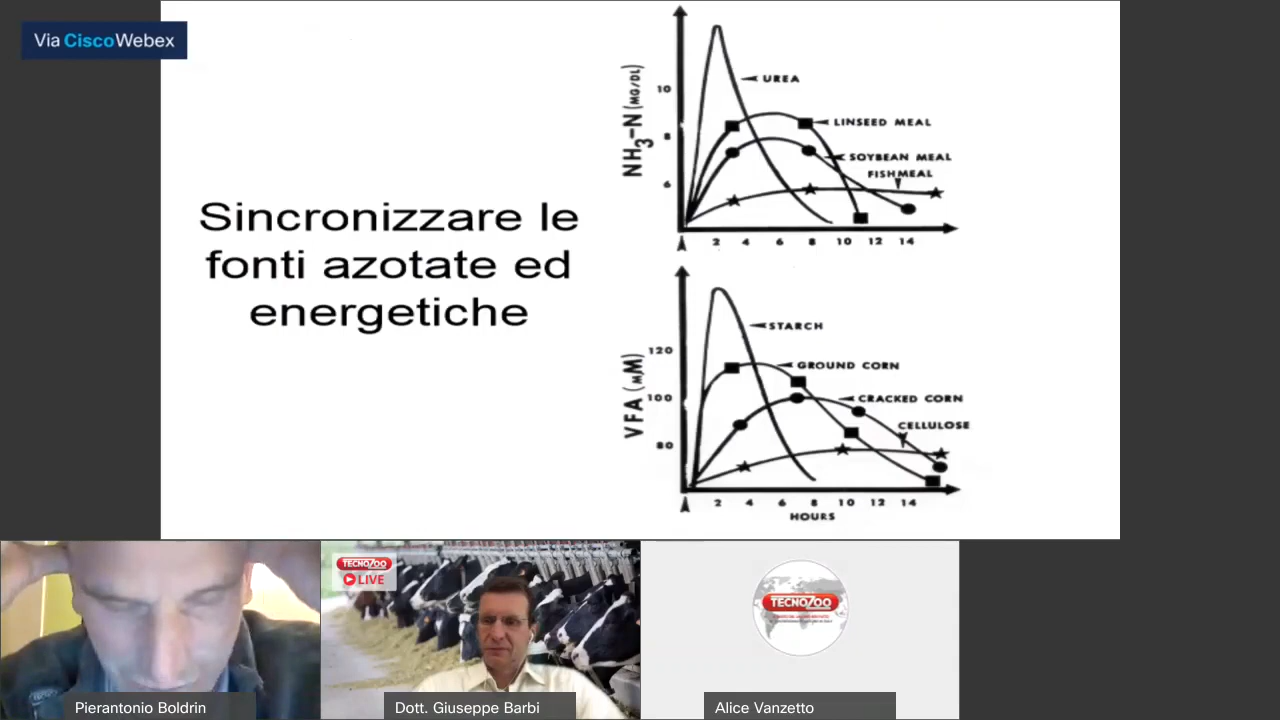 Via CiscoWebex
Sincronizzare le
fonti azotate ed
energetiche
NH3-N (MG/DL)
10
8
6
UREA
LINSEED MEAL
SOYBEAN MEAL
FISHMEAL
2 4 6 8 10 12 14
VFA (MM)
120
100
80
STARCH
GROUND CORN
CRACKED CORN
CELLULOSE
2 4 6 8 10 12 14
HOURS
TECNOZOO
LIVE
TECNOZOO
Pierantonio Boldrin
Dott. Giuseppe Barbi
Alice Vanzetto